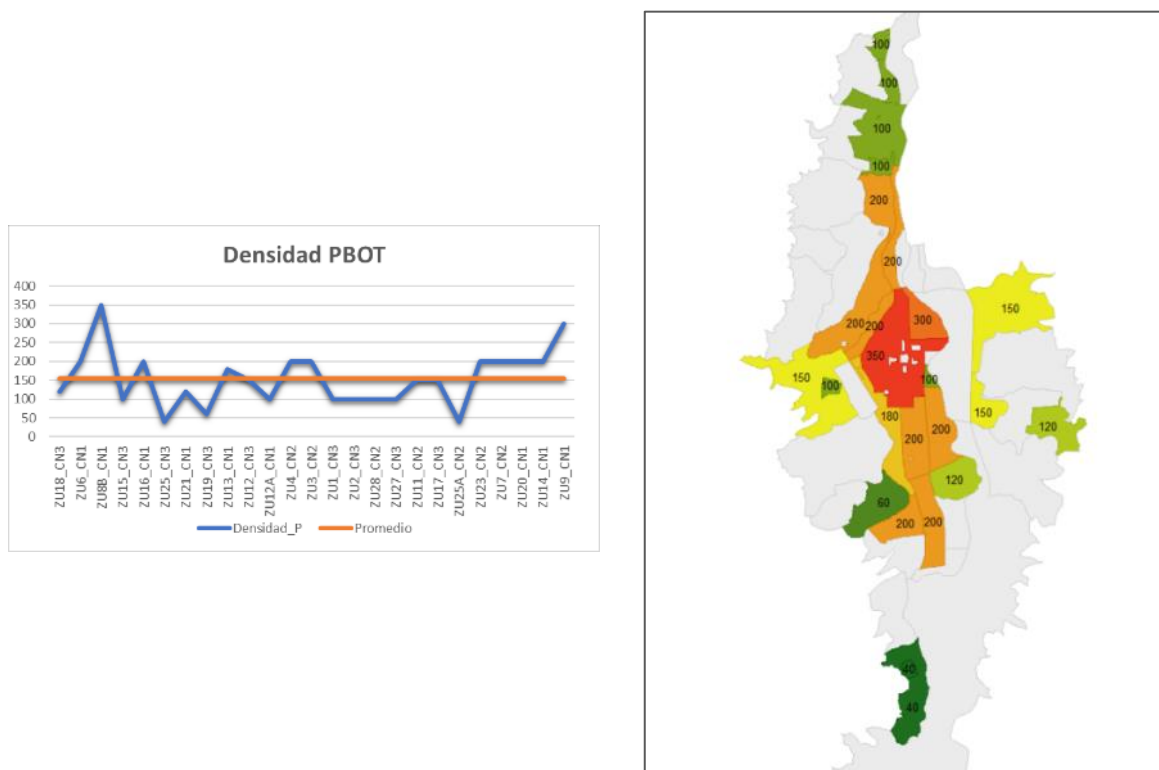 Densidad PBOT
400
350
300
250
200
150
100
50
0
ZU18_CN3
ZU6_CN1
ZU8B_CN1
ZU15_CN3
ZU16_CN1
ZU25_CN3
ZU21_CN1
ZU19_CN3
ZU13_CN1
ZU12_CN3
ZU12A_CN1
ZU4_CN2
ZU3_CN2
ZU1_CN3
ZU2_CN3
ZU28_CN2
ZU27_CN3
ZU11_CN2
ZU17_CN3
ZU25A_CN2
ZU23_CN2
ZU7_CN2
ZU20_CN1
ZU14_CN1
ZU9_CN1
Densidad_P
Promedio
100
100
100
100
200
200
150
300
200
200
350
150
100
100
150
180
120
200
200
120
60
200
200
40
40